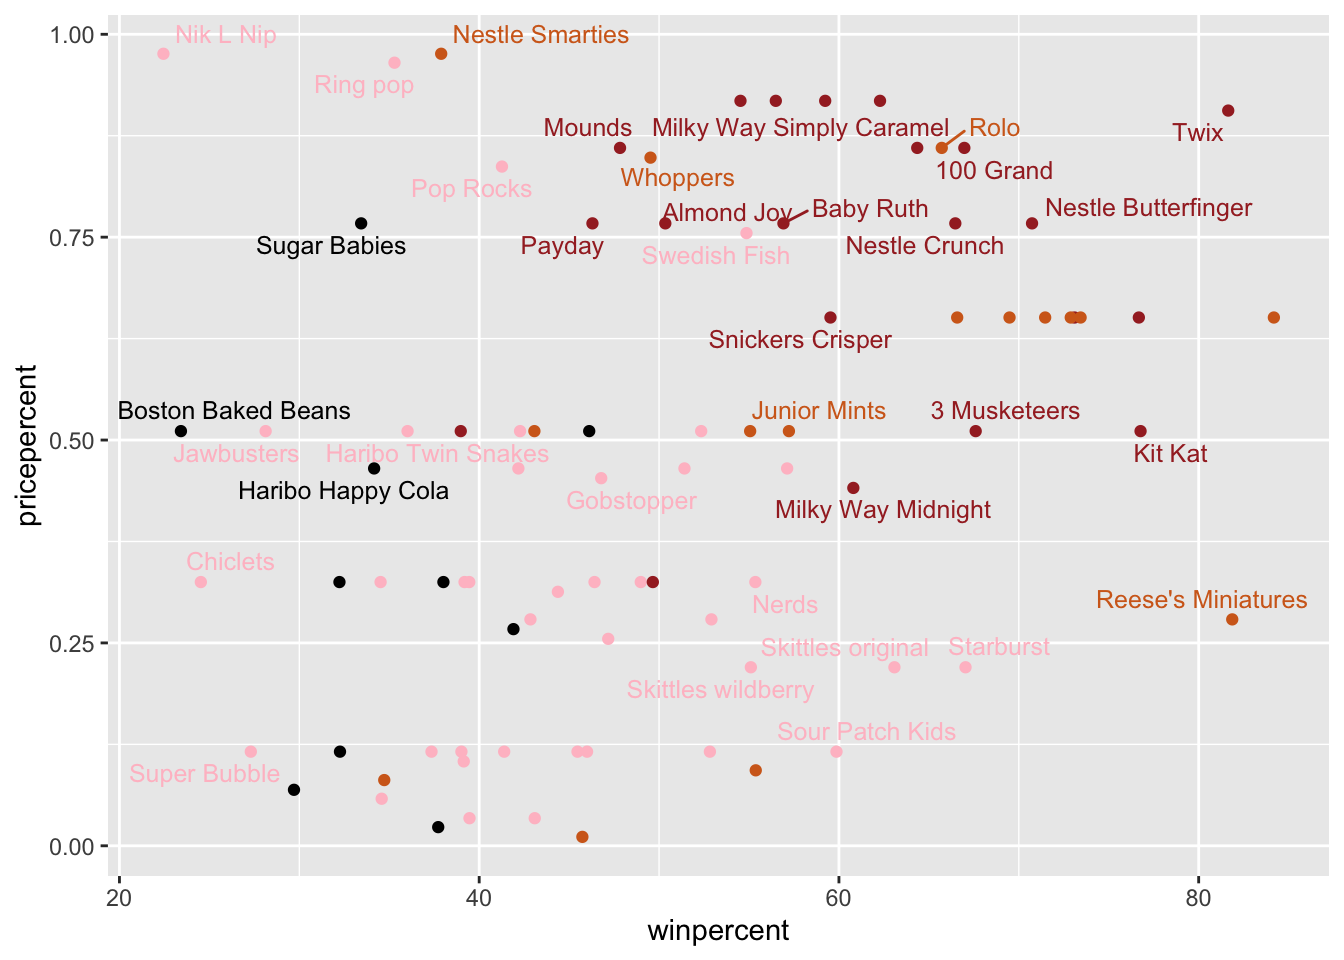 1.00
Nik L Nip
Nestle Smarties
Ring pop
Mounds
Milky Way Simply Caramel
Rolo
Twix
100 Grand
Whoppers
Pop Rocks
Almond Joy
Baby Ruth
Nestle Butterfinger
0.75
Sugar Babies
Payday
Nestle Crunch
Swedish Fish
Snickers Crisper
Boston Baked Beans
Junior Mints
3 Musketeers
0.50
Jawbusters
Haribo Twin Snakes
Kit Kat
Haribo Happy Cola
Gobstopper
Milky Way Midnight
pricepercent
Chiclets
Nerds
Reese's Miniatures
0.25
Skittles original
Starburst
Skittles wildberry
Sour Patch Kids
Super Bubble
0.00
20
40
60
80
winpercent